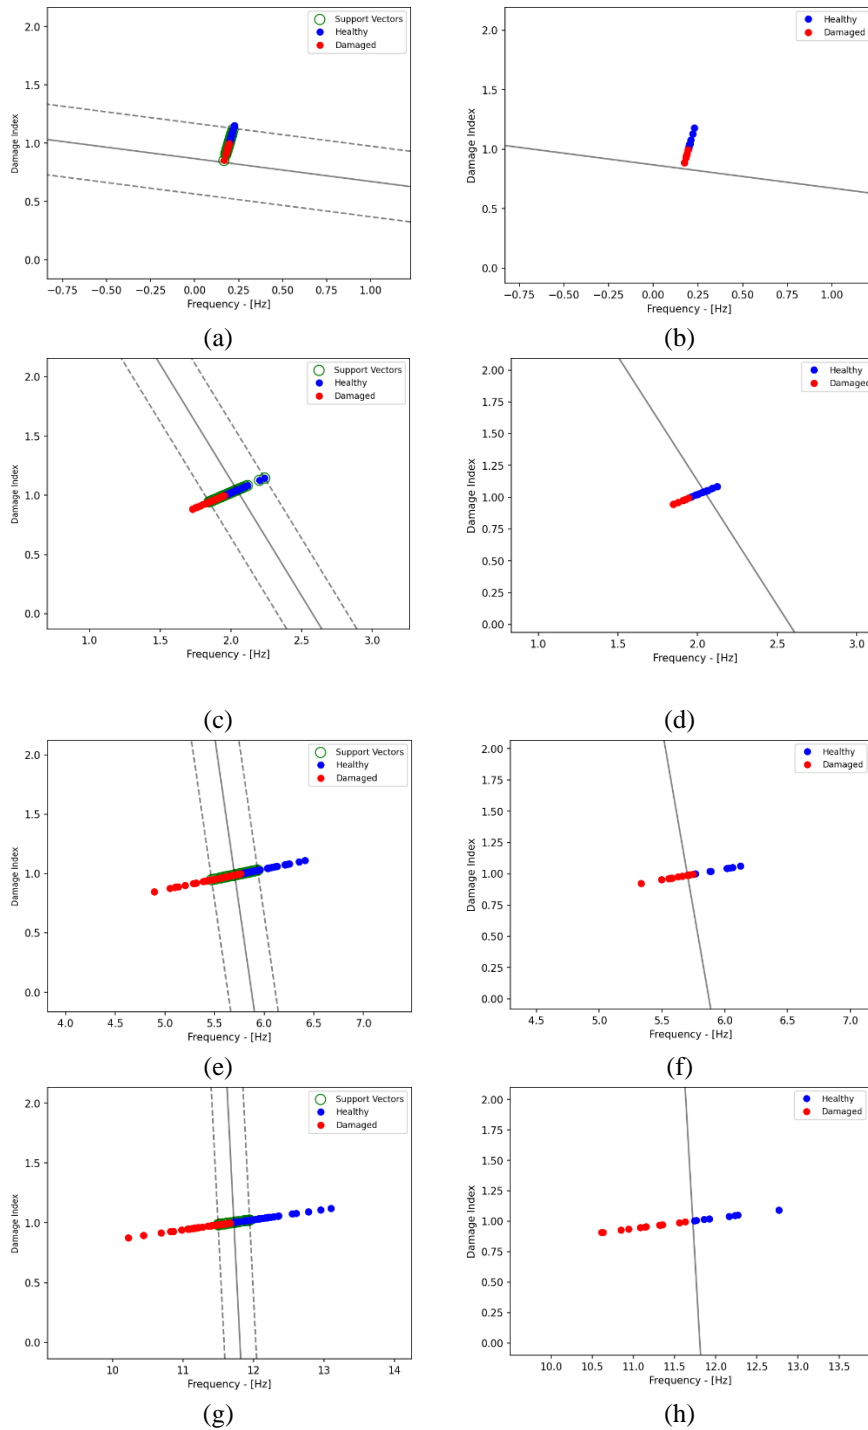 Support Vectors
Healthy
Damaged
2.0
1.5
1.0
0.5
0.0
Damage Index
−0.75 −0.50 −0.25 0.00 0.25 0.50 0.75 1.00
Frequency - [Hz]
(a)
Healthy
Damaged
2.0
1.5
1.0
0.5
0.0
Damage Index
−0.75 −0.50 −0.25 0.00 0.25 0.50 0.75 1.00
Frequency - [Hz]
(b)
Support Vectors
Healthy
Damaged
2.0
1.5
1.0
0.5
0.0
Damage Index
1.0 1.5 2.0 2.5 3.0
Frequency - [Hz]
(c)
Healthy
Damaged
2.00
1.75
1.50
1.25
1.00
0.75
0.50
0.25
0.00
Damage Index
1.0 1.5 2.0 2.5 3.0
Frequency - [Hz]
(d)
Support Vectors
Healthy
Damaged
2.0
1.5
1.0
0.5
0.0
Damage Index
4.0 4.5 5.0 5.5 6.0 6.5 7.0
Frequency - [Hz]
(e)
Healthy
Damaged
2.00
1.75
1.50
1.25
1.00
0.75
0.50
0.25
0.00
Damage Index
4.5 5.0 5.5 6.0 6.5 7.0
Frequency - [Hz]
(f)
Support Vectors
Healthy
Damaged
2.0
1.5
1.0
0.5
0.0
Damage Index
10 11 12 13 14
Frequency - [Hz]
(g)
Healthy
Damaged
2.00
1.75
1.50
1.25
1.00
0.75
0.50
0.25
0.00
Damage Index
10.0 10.5 11.0 11.5 12.0 12.5 13.0 13.5
Frequency - [Hz]
(h)